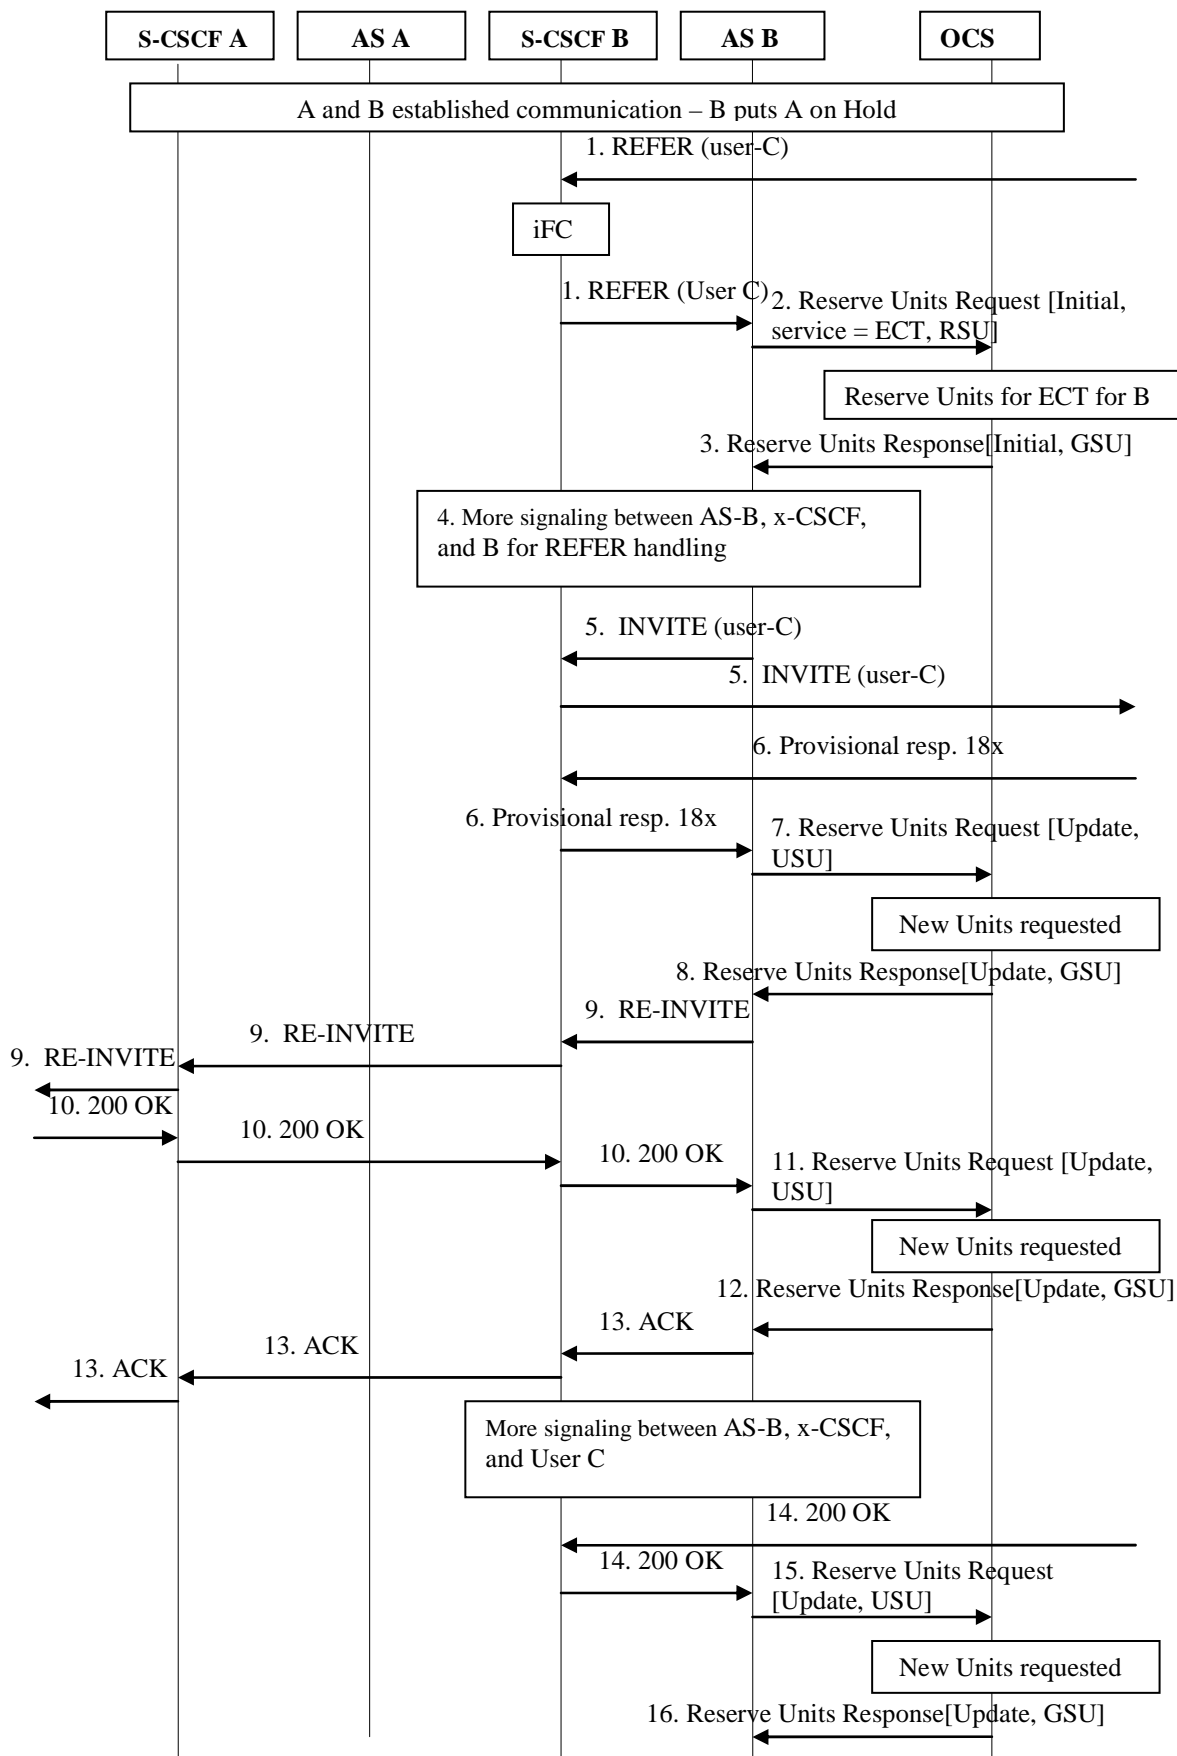 S-CSCF A
AS A
S-CSCF B
AS B
OCS
A and B established communication – B puts A on Hold
1. REFER (user-C)
iFC
1. REFER (User C)
2. Reserve Units Request [Initial,
service = ECT, RSU]
Reserve Units for ECT for B
3. Reserve Units Response[Initial, GSU]
4. More signaling between AS-B, x-CSCF,
and B for REFER handling
5. INVITE (user-C)
5. INVITE (user-C)
6. Provisional resp. 18x
6. Provisional resp. 18x
7. Reserve Units Request [Update,
USU]
New Units requested
8. Reserve Units Response[Update, GSU]
9. RE-INVITE
9. RE-INVITE
9. RE-INVITE
10. 200 OK
10. 200 OK
10. 200 OK
11. Reserve Units Request [Update,
USU]
New Units requested
12. Reserve Units Response[Update, GSU]
13. ACK
13. ACK
13. ACK
More signaling between AS-B, x-CSCF,
and User C
14. 200 OK
14. 200 OK
15. Reserve Units Request
[Update, USU]
New Units requested
16. Reserve Units Response[Update, GSU]